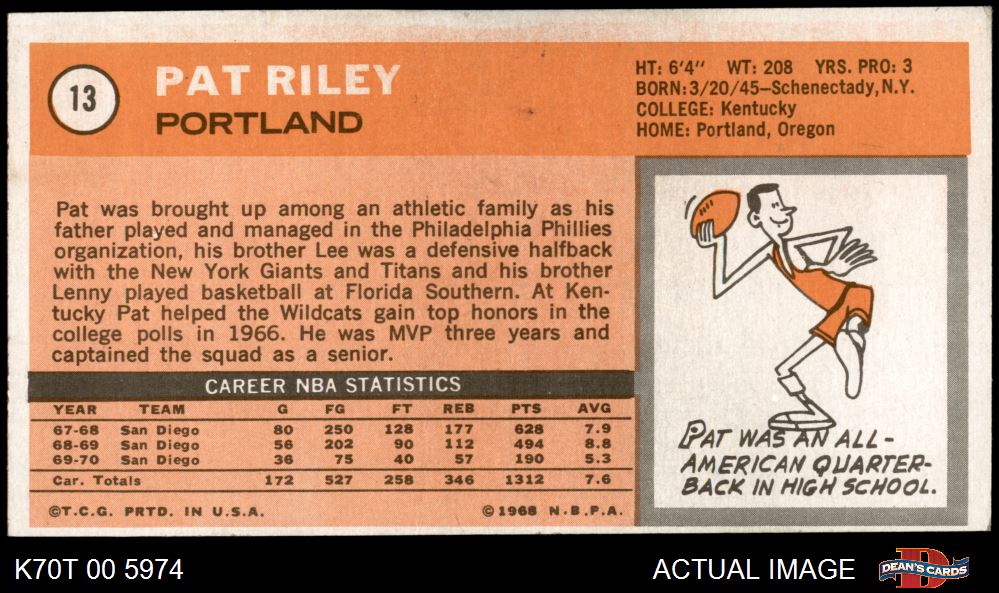 13
PAT RILEY
PORTLAND
HT: 6'4" WT: 208 YRS. PRO: 3
BORN: 3/20/45—Schenectady, N.Y.
COLLEGE: Kentucky
HOME: Portland, Oregon
Pat was brought up among an athletic family as his
father played and managed in the Philadelphia Phillies
organization, his brother Lee was a defensive halfback
with the New York Giants and Titans and his brother
Lenny played basketball at Florida Southern. At Ken-
tucky Pat helped the Wildcats gain top honors in the
college polls in 1966. He was MVP three years and
captained the squad as a senior.
CAREER NBA STATISTICS
YEAR TEAM G FG FT REB PTS AVG
67-68 San Diego 80 250 128 177 628 7.9
68-69 San Diego 56 202 90 112 494 8.8
69-70 San Diego 36 75 40 57 190 5.3
Car. Totals 172 527 258 346 1312 7.6
©T.C.G. PRTD. IN U.S.A. ©1968 N.B.P.A.
PAT WAS AN ALL-
AMERICAN QUARTER-
BACK IN HIGH SCHOOL.
K70T 00 5974
ACTUAL IMAGE
D
DEAN'S CARDS